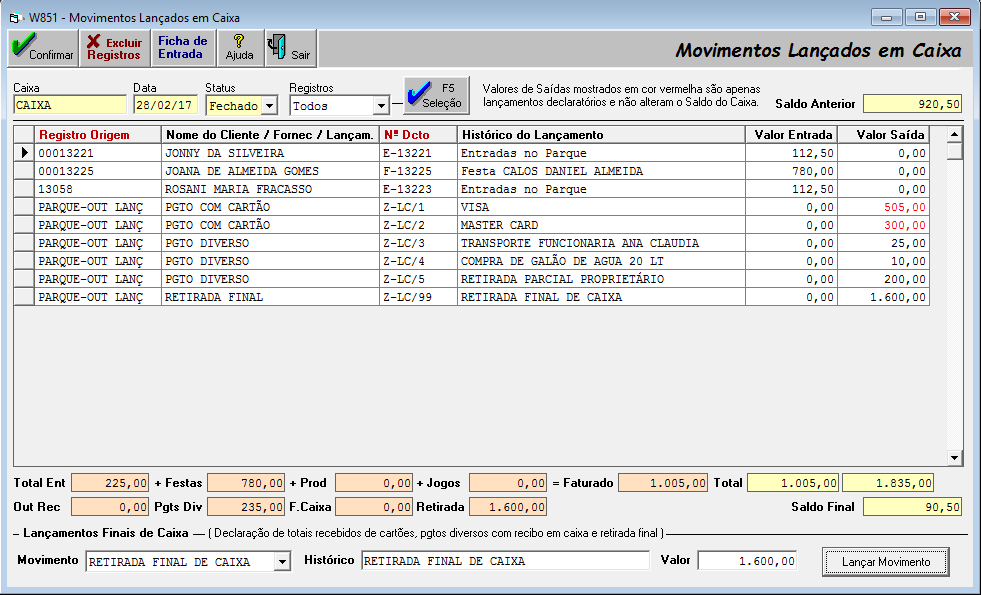 W851 - Movimentos Lançados em Caixa
Confirmar Excluir Registros Ficha de Entrada ? Ajuda Sair Movimentos Lançados em Caixa
Caixa Data Status Registros F5 Seleção
CAIXA 28/02/17 Fechado Todos
Valores de Saídas mostrados em cor vermelha são apenas
lançamentos declaratórios e não alteram o Saldo do Caixa. Saldo Anterior 920,50
Registro Origem Nome do Cliente / Fornec / Lançam. Nº Dcto Histórico do Lançamento Valor Entrada Valor Saída
00013221 JONNY DA SILVEIRA E-13221 Entradas no Parque 112,50 0,00
00013225 JOANA DE ALMEIDA GOMES F-13225 Festa CALOS DANIEL ALMEIDA 780,00 0,00
13058 ROSANI MARIA FRACASSO E-13223 Entradas no Parque 112,50 0,00
PARQUE-OUT LANÇ PGTO COM CARTÃO Z-LC/1 VISA 0,00 505,00
PARQUE-OUT LANÇ PGTO COM CARTÃO Z-LC/2 MASTER CARD 0,00 300,00
PARQUE-OUT LANÇ PGTO DIVERSO Z-LC/3 TRANSPORTE FUNCIONARIA ANA CLAUDIA 0,00 25,00
PARQUE-OUT LANÇ PGTO DIVERSO Z-LC/4 COMPRA DE GALÃO DE AGUA 20 LT 0,00 10,00
PARQUE-OUT LANÇ PGTO DIVERSO Z-LC/5 RETIRADA PARCIAL PROPRIETÁRIO 0,00 200,00
PARQUE-OUT LANÇ RETIRADA FINAL Z-LC/99 RETIRADA FINAL DE CAIXA 0,00 1.600,00
Total Ent 225,00 + Festas 780,00 + Prod 0,00 + Jogos 0,00 = Faturado 1.005,00 Total 1.005,00 1.835,00
Out Rec 0,00 Pgts Div 235,00 F.Caixa 0,00 Retirada 1.600,00 Saldo Final 90,50
Lançamentos Finais de Caixa — ( Declaração de totais recebidos de cartões, pgtos diversos com recibo em caixa e retirada final )
Movimento RETIRADA FINAL DE CAIXA Histórico RETIRADA FINAL DE CAIXA Valor 1.600,00 Lançar Movimento